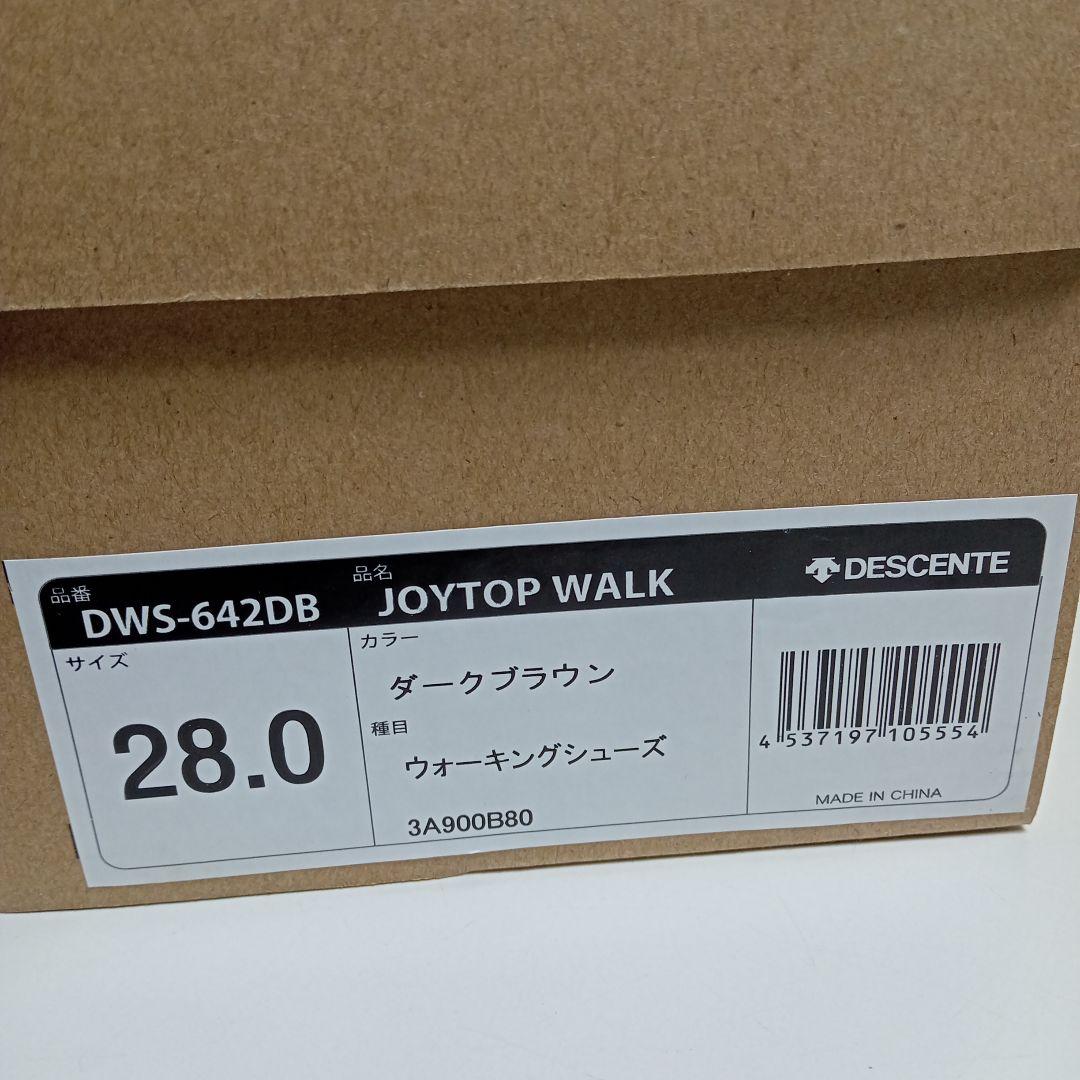 品番
DWS-642DB
品名
JOYTOP WALK
DESCENTE
サイズ
28.0
カラー
ダークブラウン
種目
ウォーキングシューズ
3A900B80
4 537197 105554
MADE IN CHINA